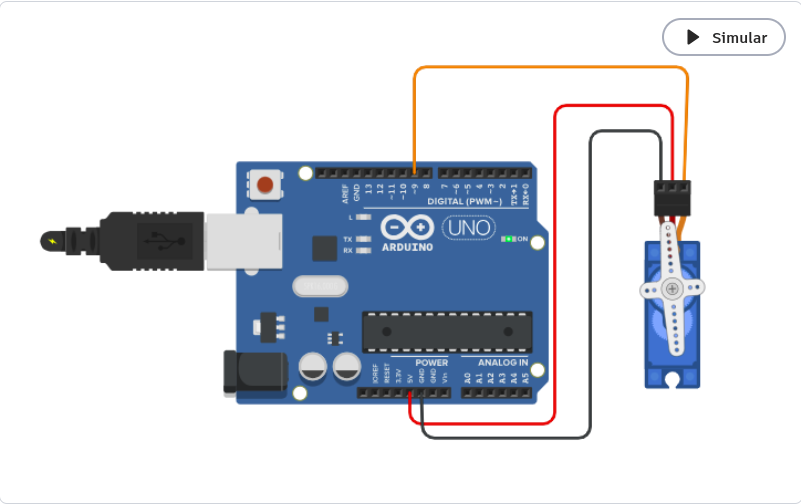 Simular
AREF
GND
13
12
~11
~10
~9
8
7
~6
~5
4
~3
2
TX→1
RX←0
DIGITAL (PWM~)
L
TX
RX
ARDUINO
UNO
ON
POWER
ANALOG IN
IOREF
RESET
3.3V
5V
GND
GND
Vin
A0
A1
A2
A3
A4
A5